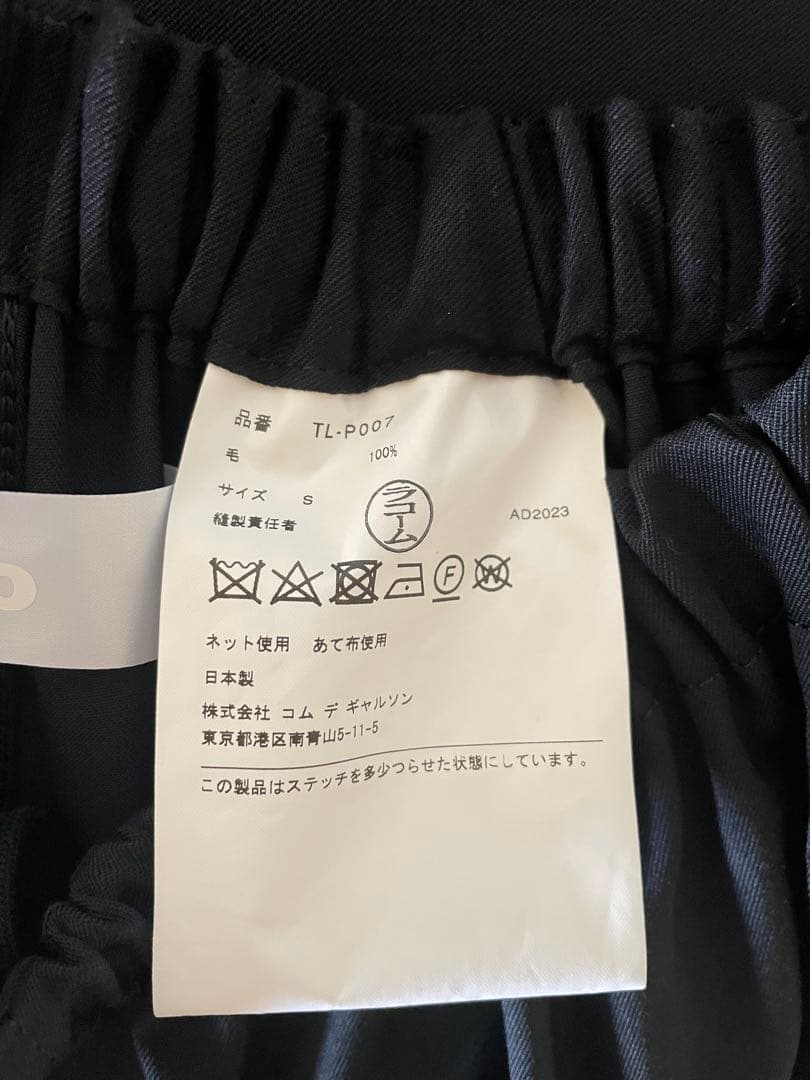 品番 TL-P007
毛 100%
サイズ S
縫製責任者 ラコーム AD2023
F W
ネット使用 あて布使用
日本製
株式会社 コム デ ギャルソン
東京都港区南青山5-11-5
この製品はステッチを多少つらせた状態にしています。